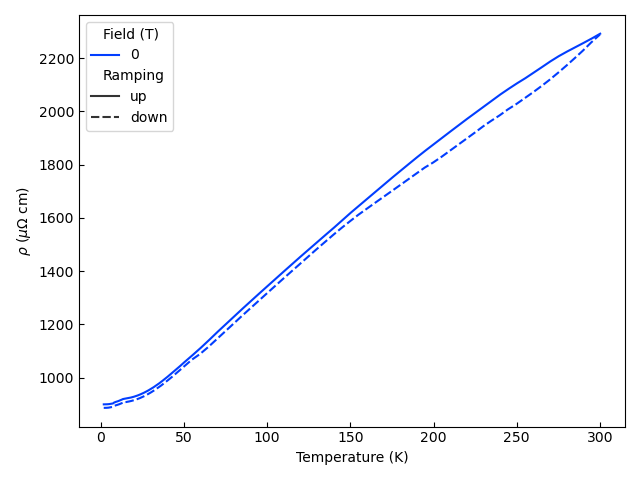 Field (T)
0
Ramping
up
down
2200
2000
1800
1600
1400
1200
1000
ρ (μΩ cm)
0 50 100 150 200 250 300
Temperature (K)